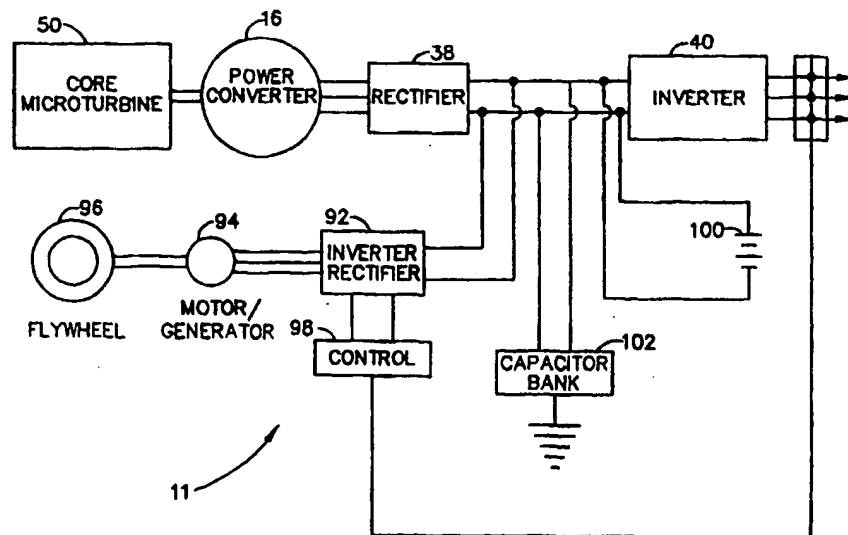 50
CORE
MICROTURBINE
16
POWER
CONVERTER
38
RECTIFIER
40
INVERTER
96
FLYWHEEL
94
MOTOR/
GENERATOR
92
INVERTER
RECTIFIER
98
CONTROL
100
102
CAPACITOR
BANK
11